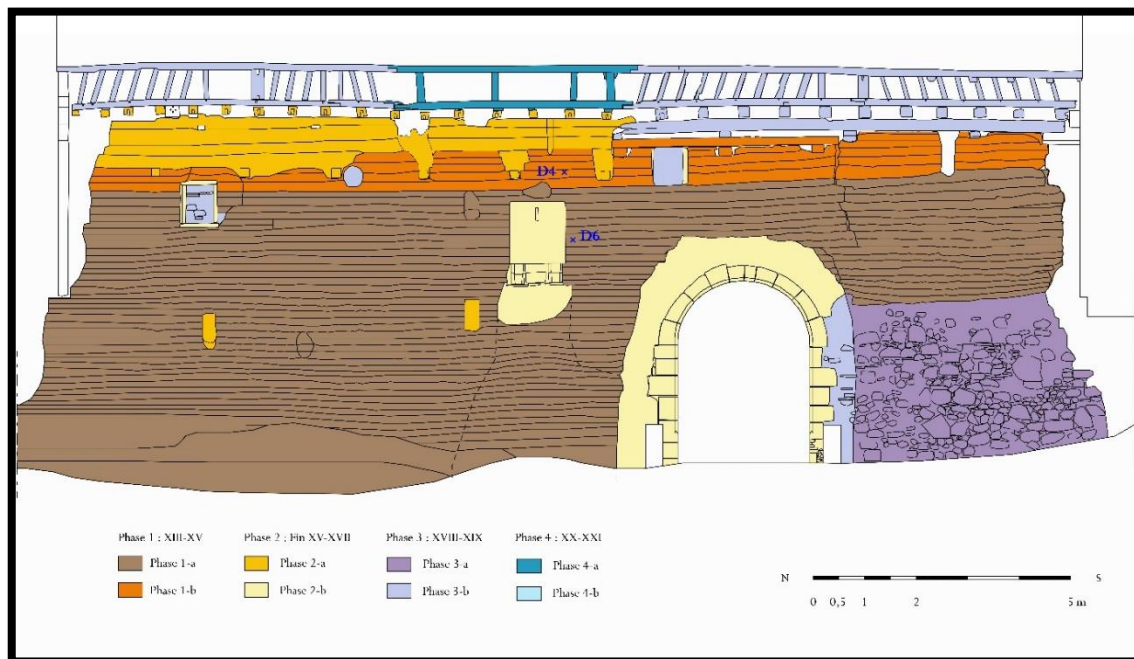 D4
D6
Phase 1 : XIII-XV
Phase 1-a
Phase 1-b
Phase 2 : Fin XV-XVII
Phase 2-a
Phase 2-b
Phase 3 : XVIII-XIX
Phase 3-a
Phase 3-b
Phase 4 : XX-XXI
Phase 4-a
Phase 4-b
N S
0 0,5 1 2 5 m